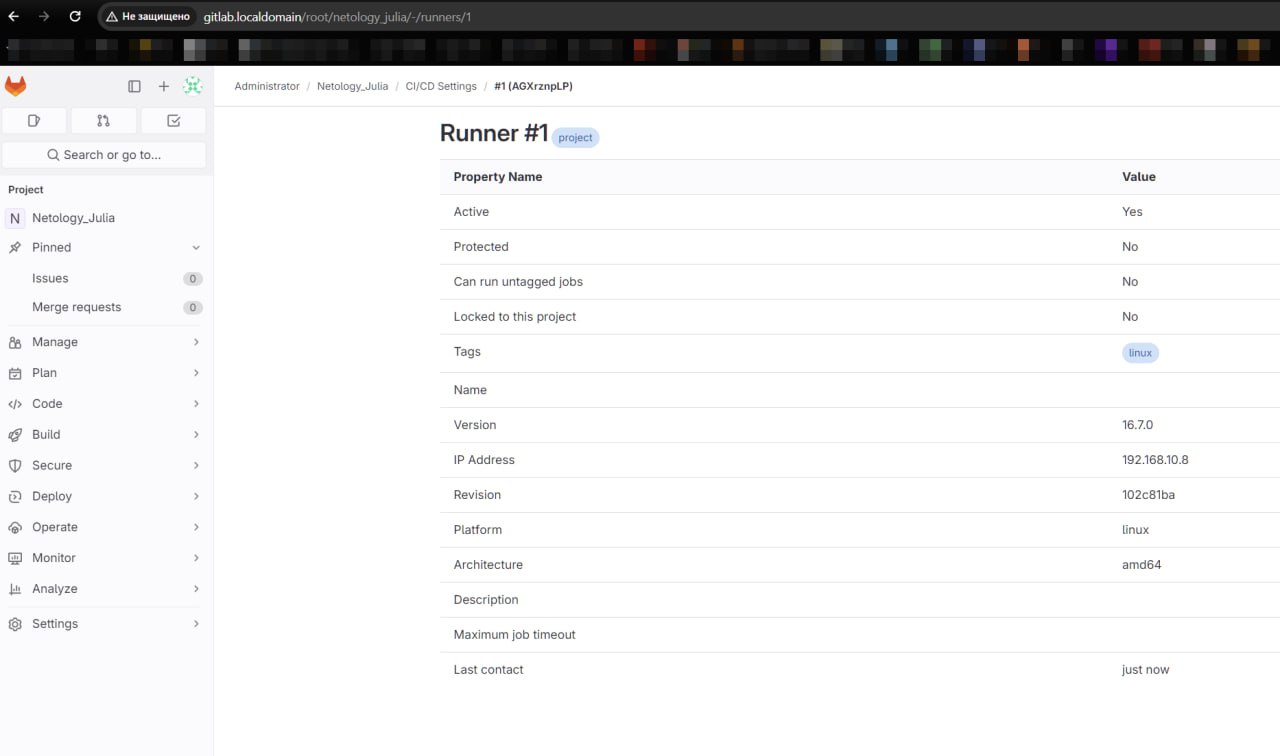 Не защищено gitlab.localdomain/root/netology_julia/-/runners/1
Administrator / Netology_Julia / CI/CD Settings / #1 (AGXrznpLP)
Search or go to...
Project
N Netology_Julia
Pinned
Issues 0
Merge requests 0
Manage
Plan
Code
Build
Secure
Deploy
Operate
Monitor
Analyze
Settings
Runner #1 project
Property Name Value
Active Yes
Protected No
Can run untagged jobs No
Locked to this project No
Tags linux
Name
Version 16.7.0
IP Address 192.168.10.8
Revision 102c81ba
Platform linux
Architecture amd64
Description
Maximum job timeout
Last contact just now